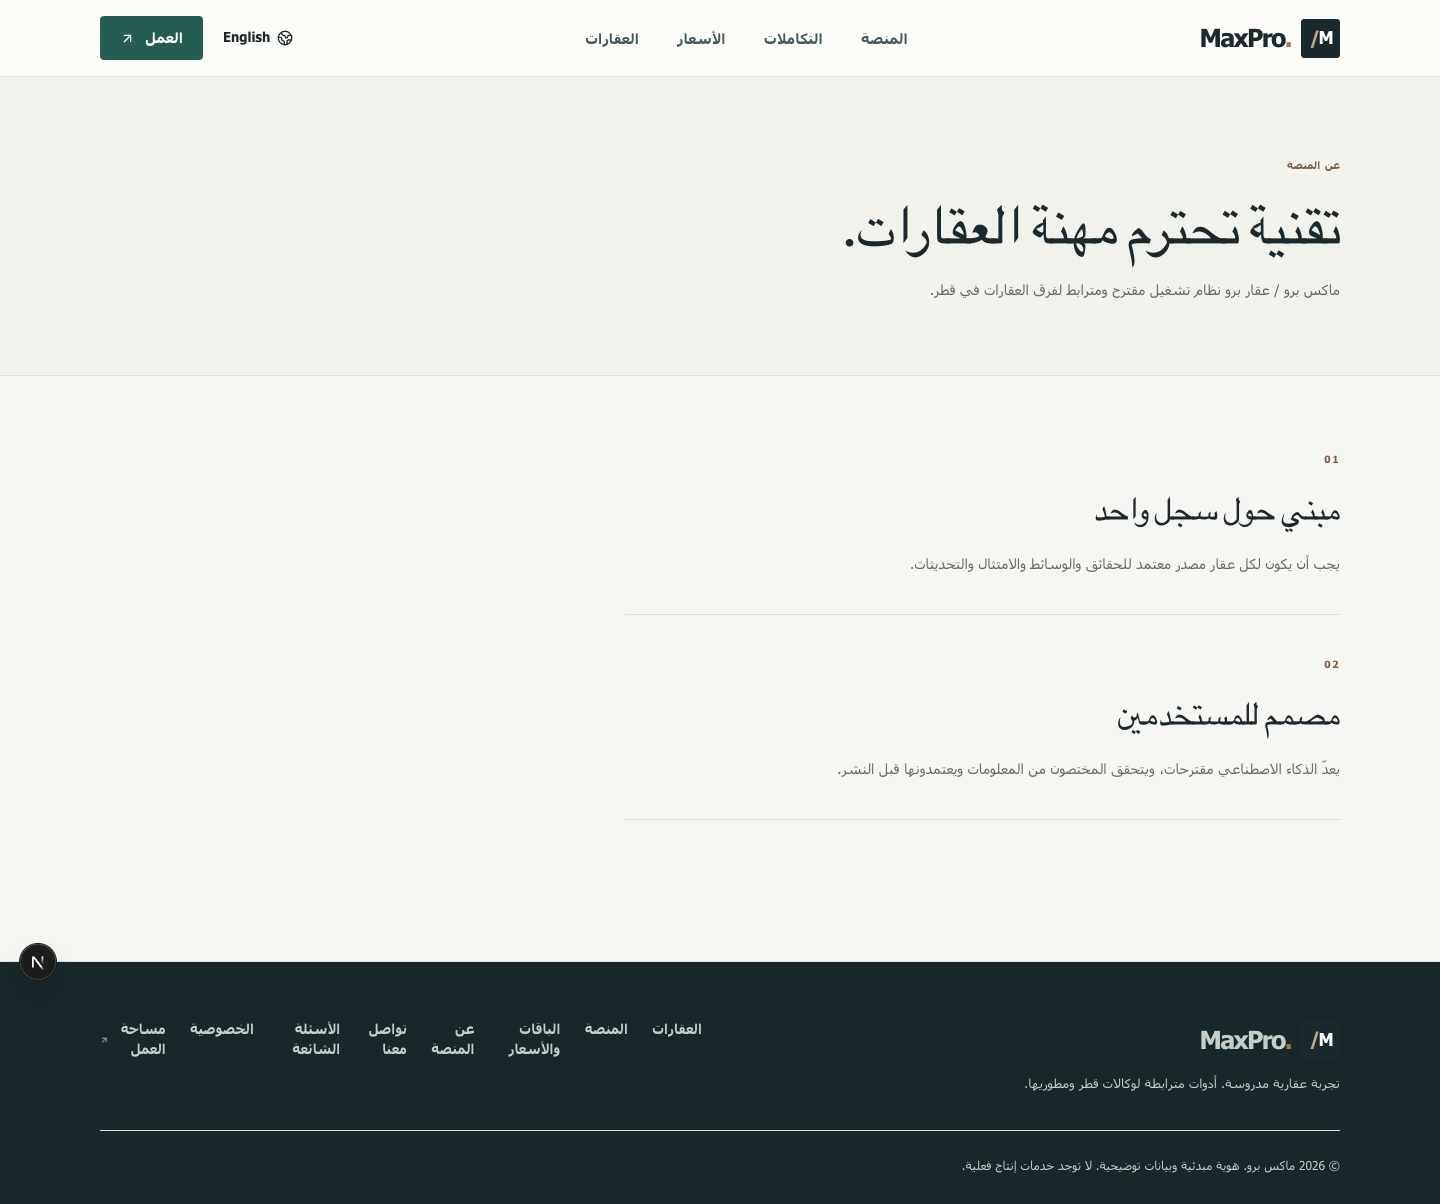 M/ MaxPro.
المنصة
التكاملات
الأسعار
العقارات
English
العمل
عن المنصة
تقنية تحترم مهنة العقارات.
ماكس برو / عقار برو نظام تشغيل مقترح ومترابط لفرق العقارات في قطر.
01
مبني حول سجل واحد
يجب أن يكون لكل عقار مصدر معتمد للحقائق والوسائط والامتثال والتحديثات.
02
مصمم للمستخدمين
يعدّ الذكاء الاصطناعي مقترحات، ويتحقق المختصون من المعلومات ويعتمدونها قبل النشر.
N
M/ MaxPro.
تجربة عقارية مدروسة. أدوات مترابطة لوكالات قطر ومطوريها.
العقارات
المنصة
الباقات
والأسعار
عن
المنصة
تواصل
معنا
الأسئلة
الشائعة
الخصوصية
مساحة
العمل
© 2026 ماكس برو. هوية مبدئية وبيانات توضيحية. لا توجد خدمات إنتاج فعلية.